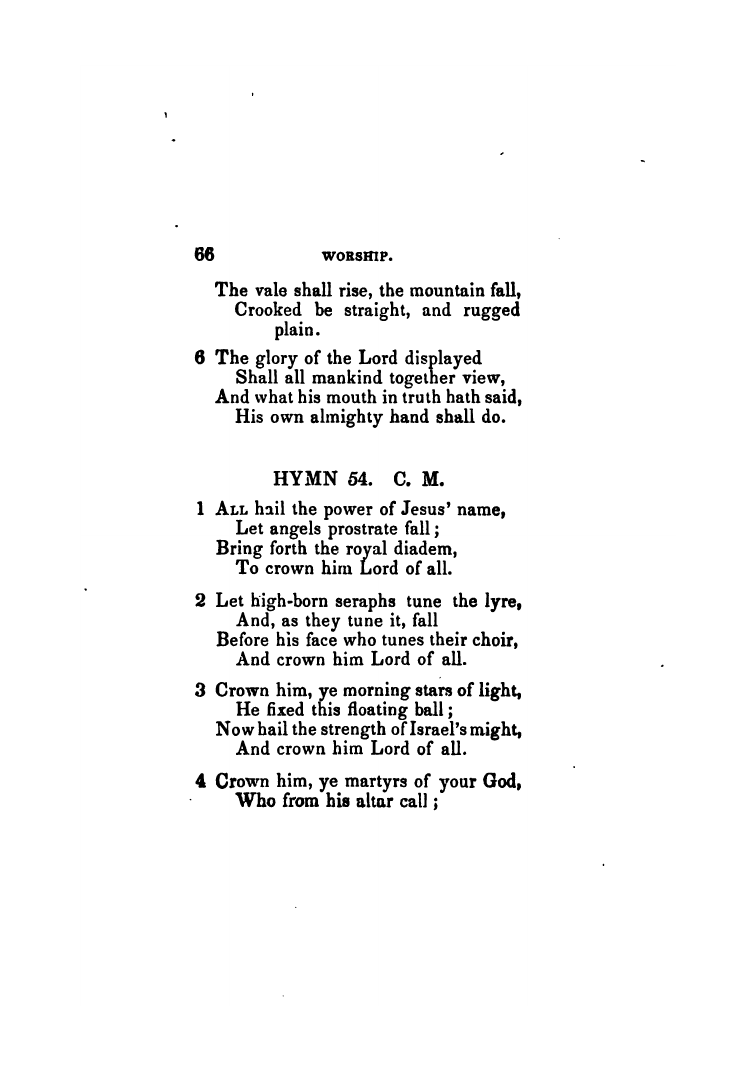 66 WORSHIP.
The vale shall rise, the mountain fall,
Crooked be straight, and rugged
plain.
6 The glory of the Lord displayed
Shall all mankind together view,
And what his mouth in truth hath said,
His own almighty hand shall do.
HYMN 54. C. M.
1 ALL hail the power of Jesus' name,
Let angels prostrate fall;
Bring forth the royal diadem,
To crown him Lord of all.
2 Let high-born seraphs tune the lyre,
And, as they tune it, fall
Before his face who tunes their choir,
And crown him Lord of all.
3 Crown him, ye morning stars of light,
He fixed this floating ball;
Now hail the strength of Israel's might,
And crown him Lord of all.
4 Crown him, ye martyrs of your God,
Who from his altar call;